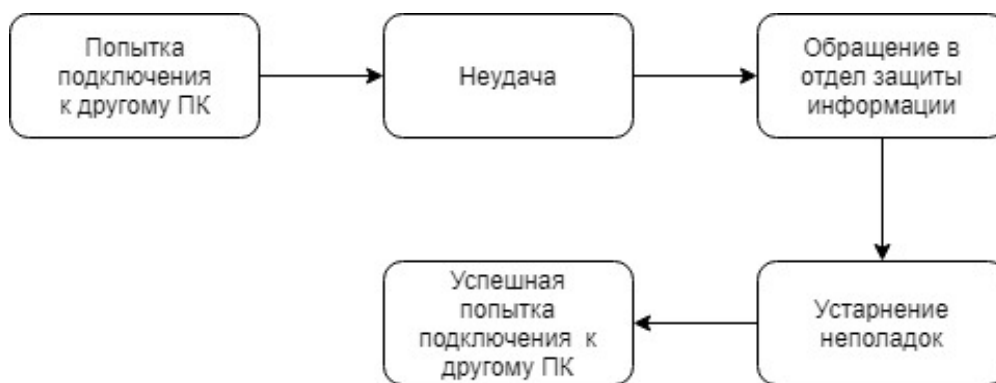 Попытка
подключения
к другому ПК
Неудача
Обращение в
отдел защиты
информации
Устарнение
неполадок
Успешная
попытка
подключения к
другому ПК